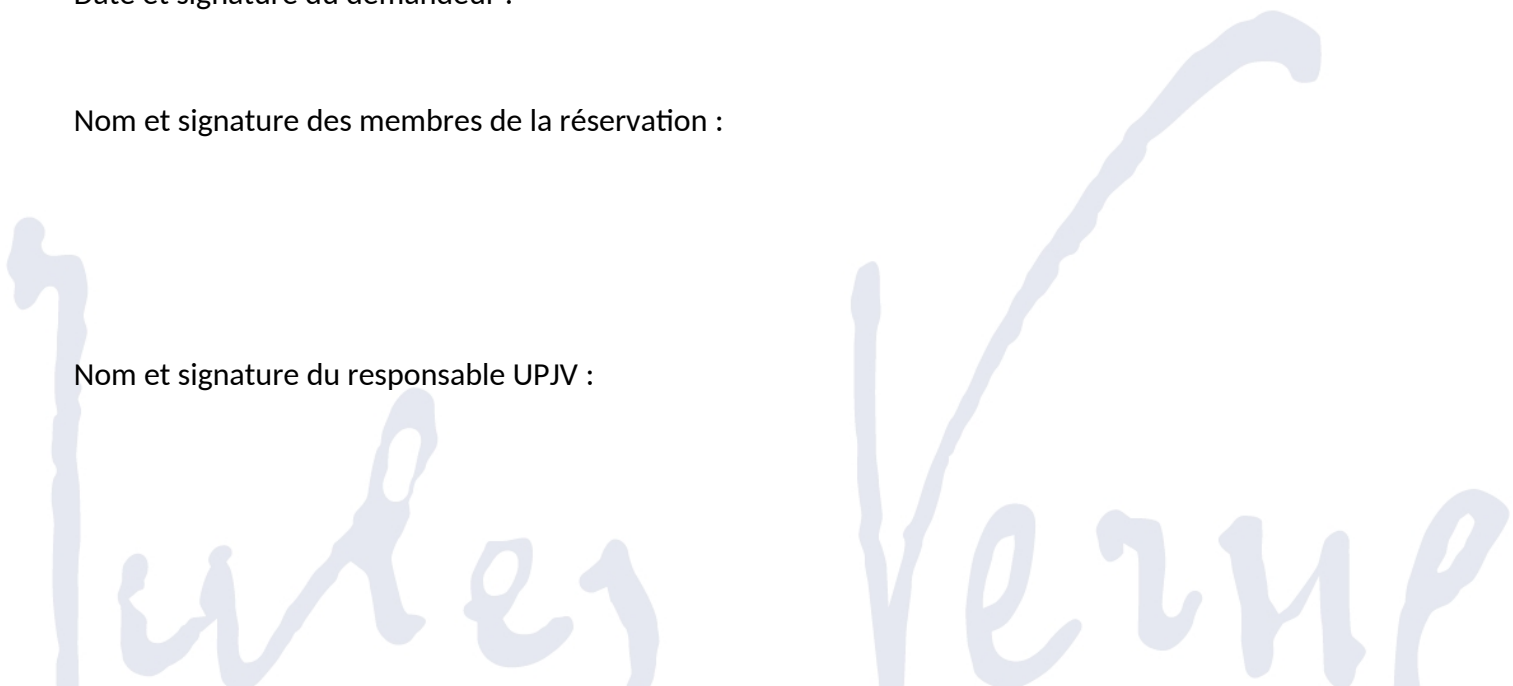 Date et signature du demandeur :
Nom et signature des membres de la réservation :
Nom et signature du responsable UPJV :
Jules Verne